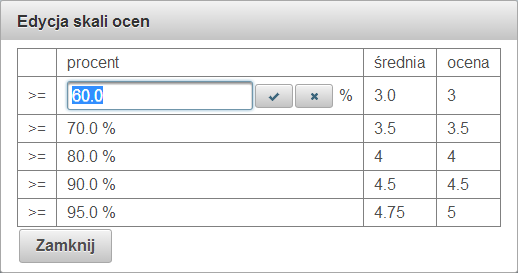 Edycja skali ocen
procent średnia ocena
>= 60.0 % 3.0 3
>= 70.0 % 3.5 3.5
>= 80.0 % 4 4
>= 90.0 % 4.5 4.5
>= 95.0 % 4.75 5
Zamknij